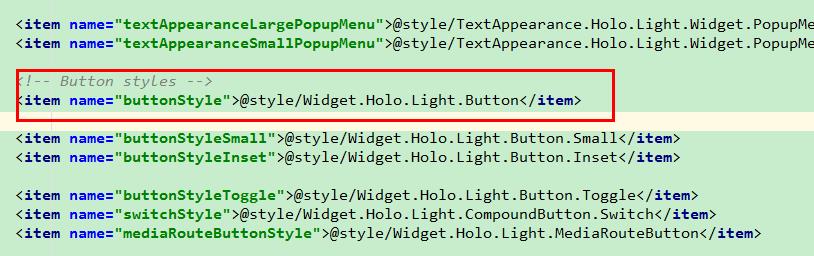 <item name="textAppearanceLargePopupMenu">@style/TextAppearance.Holo.Light.Widget.PopupMe
<item name="textAppearanceSmallPopupMenu">@style/TextAppearance.Holo.Light.Widget.PopupMe
<!-- Button styles -->
<item name="buttonStyle">@style/Widget.Holo.Light.Button</item>
<item name="buttonStyleSmall">@style/Widget.Holo.Light.Button.Small</item>
<item name="buttonStyleInset">@style/Widget.Holo.Light.Button.Inset</item>
<item name="buttonStyleToggle">@style/Widget.Holo.Light.Button.Toggle</item>
<item name="switchStyle">@style/Widget.Holo.Light.CompoundButton.Switch</item>
<item name="mediaRouteButtonStyle">@style/Widget.Holo.Light.MediaRouteButton</item>